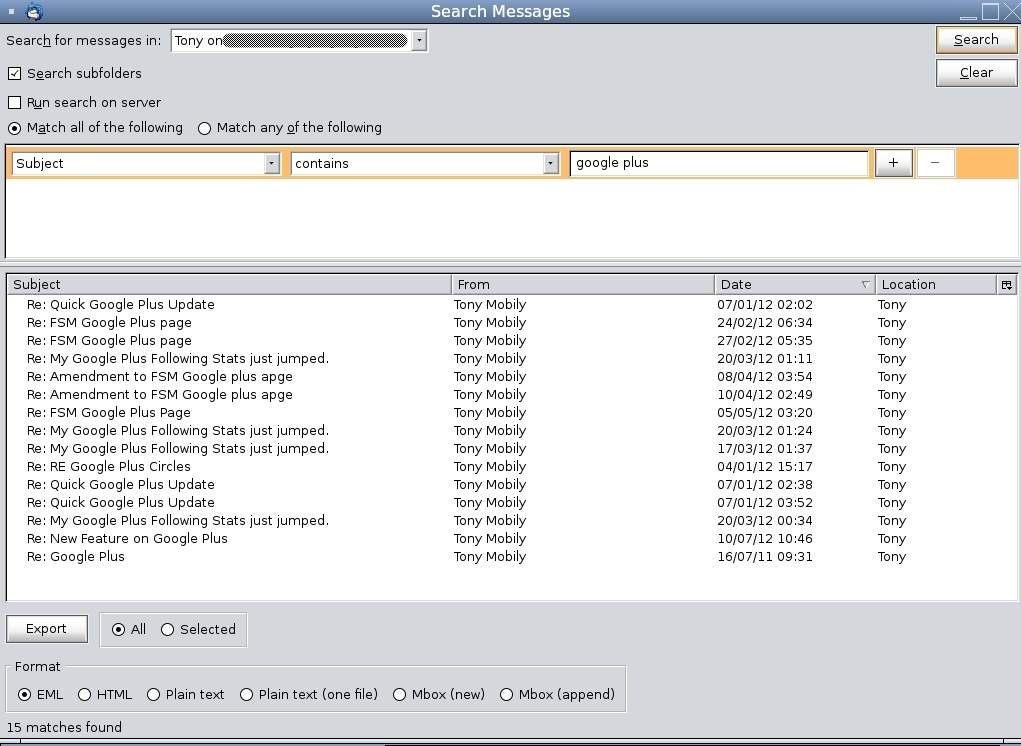 Search Messages
Search for messages in: Tony on
Search
Search subfolders
Clear
Run search on server
Match all of the following Match any of the following
Subject contains google plus + −
Subject From Date Location
Re: Quick Google Plus Update Tony Mobily 07/01/12 02:02 Tony
Re: FSM Google Plus page Tony Mobily 24/02/12 06:34 Tony
Re: FSM Google Plus page Tony Mobily 27/02/12 05:35 Tony
Re: My Google Plus Following Stats just jumped. Tony Mobily 20/03/12 01:11 Tony
Re: Amendment to FSM Google plus apge Tony Mobily 08/04/12 03:54 Tony
Re: Amendment to FSM Google plus apge Tony Mobily 10/04/12 02:49 Tony
Re: FSM Google Plus Page Tony Mobily 05/05/12 03:20 Tony
Re: My Google Plus Following Stats just jumped. Tony Mobily 20/03/12 01:24 Tony
Re: My Google Plus Following Stats just jumped. Tony Mobily 17/03/12 01:37 Tony
Re: RE Google Plus Circles Tony Mobily 04/01/12 15:17 Tony
Re: Quick Google Plus Update Tony Mobily 07/01/12 02:38 Tony
Re: Quick Google Plus Update Tony Mobily 07/01/12 03:52 Tony
Re: My Google Plus Following Stats just jumped. Tony Mobily 20/03/12 00:34 Tony
Re: New Feature on Google Plus Tony Mobily 10/07/12 10:46 Tony
Re: Google Plus Tony Mobily 16/07/11 09:31 Tony
Export All Selected
Format
EML HTML Plain text Plain text (one file) Mbox (new) Mbox (append)
15 matches found